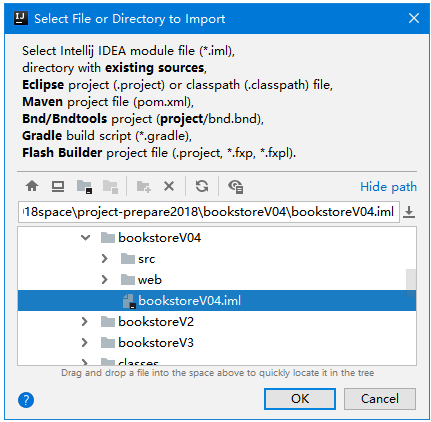 Select File or Directory to Import
Select Intellij IDEA module file (*.iml),
directory with existing sources,
Eclipse project (.project) or classpath (.classpath) file,
Maven project file (pom.xml),
Bnd/Bndtools project (project/bnd.bnd),
Gradle build script (*.gradle),
Flash Builder project file (.project, *.fxp, *.fxpl).
Hide path
18space\project-prepare2018\bookstoreV04\bookstoreV04.iml
bookstoreV04
src
web
bookstoreV04.iml
bookstoreV2
bookstoreV3
classes
Drag and drop a file into the space above to quickly locate it in the tree
?
OK
Cancel